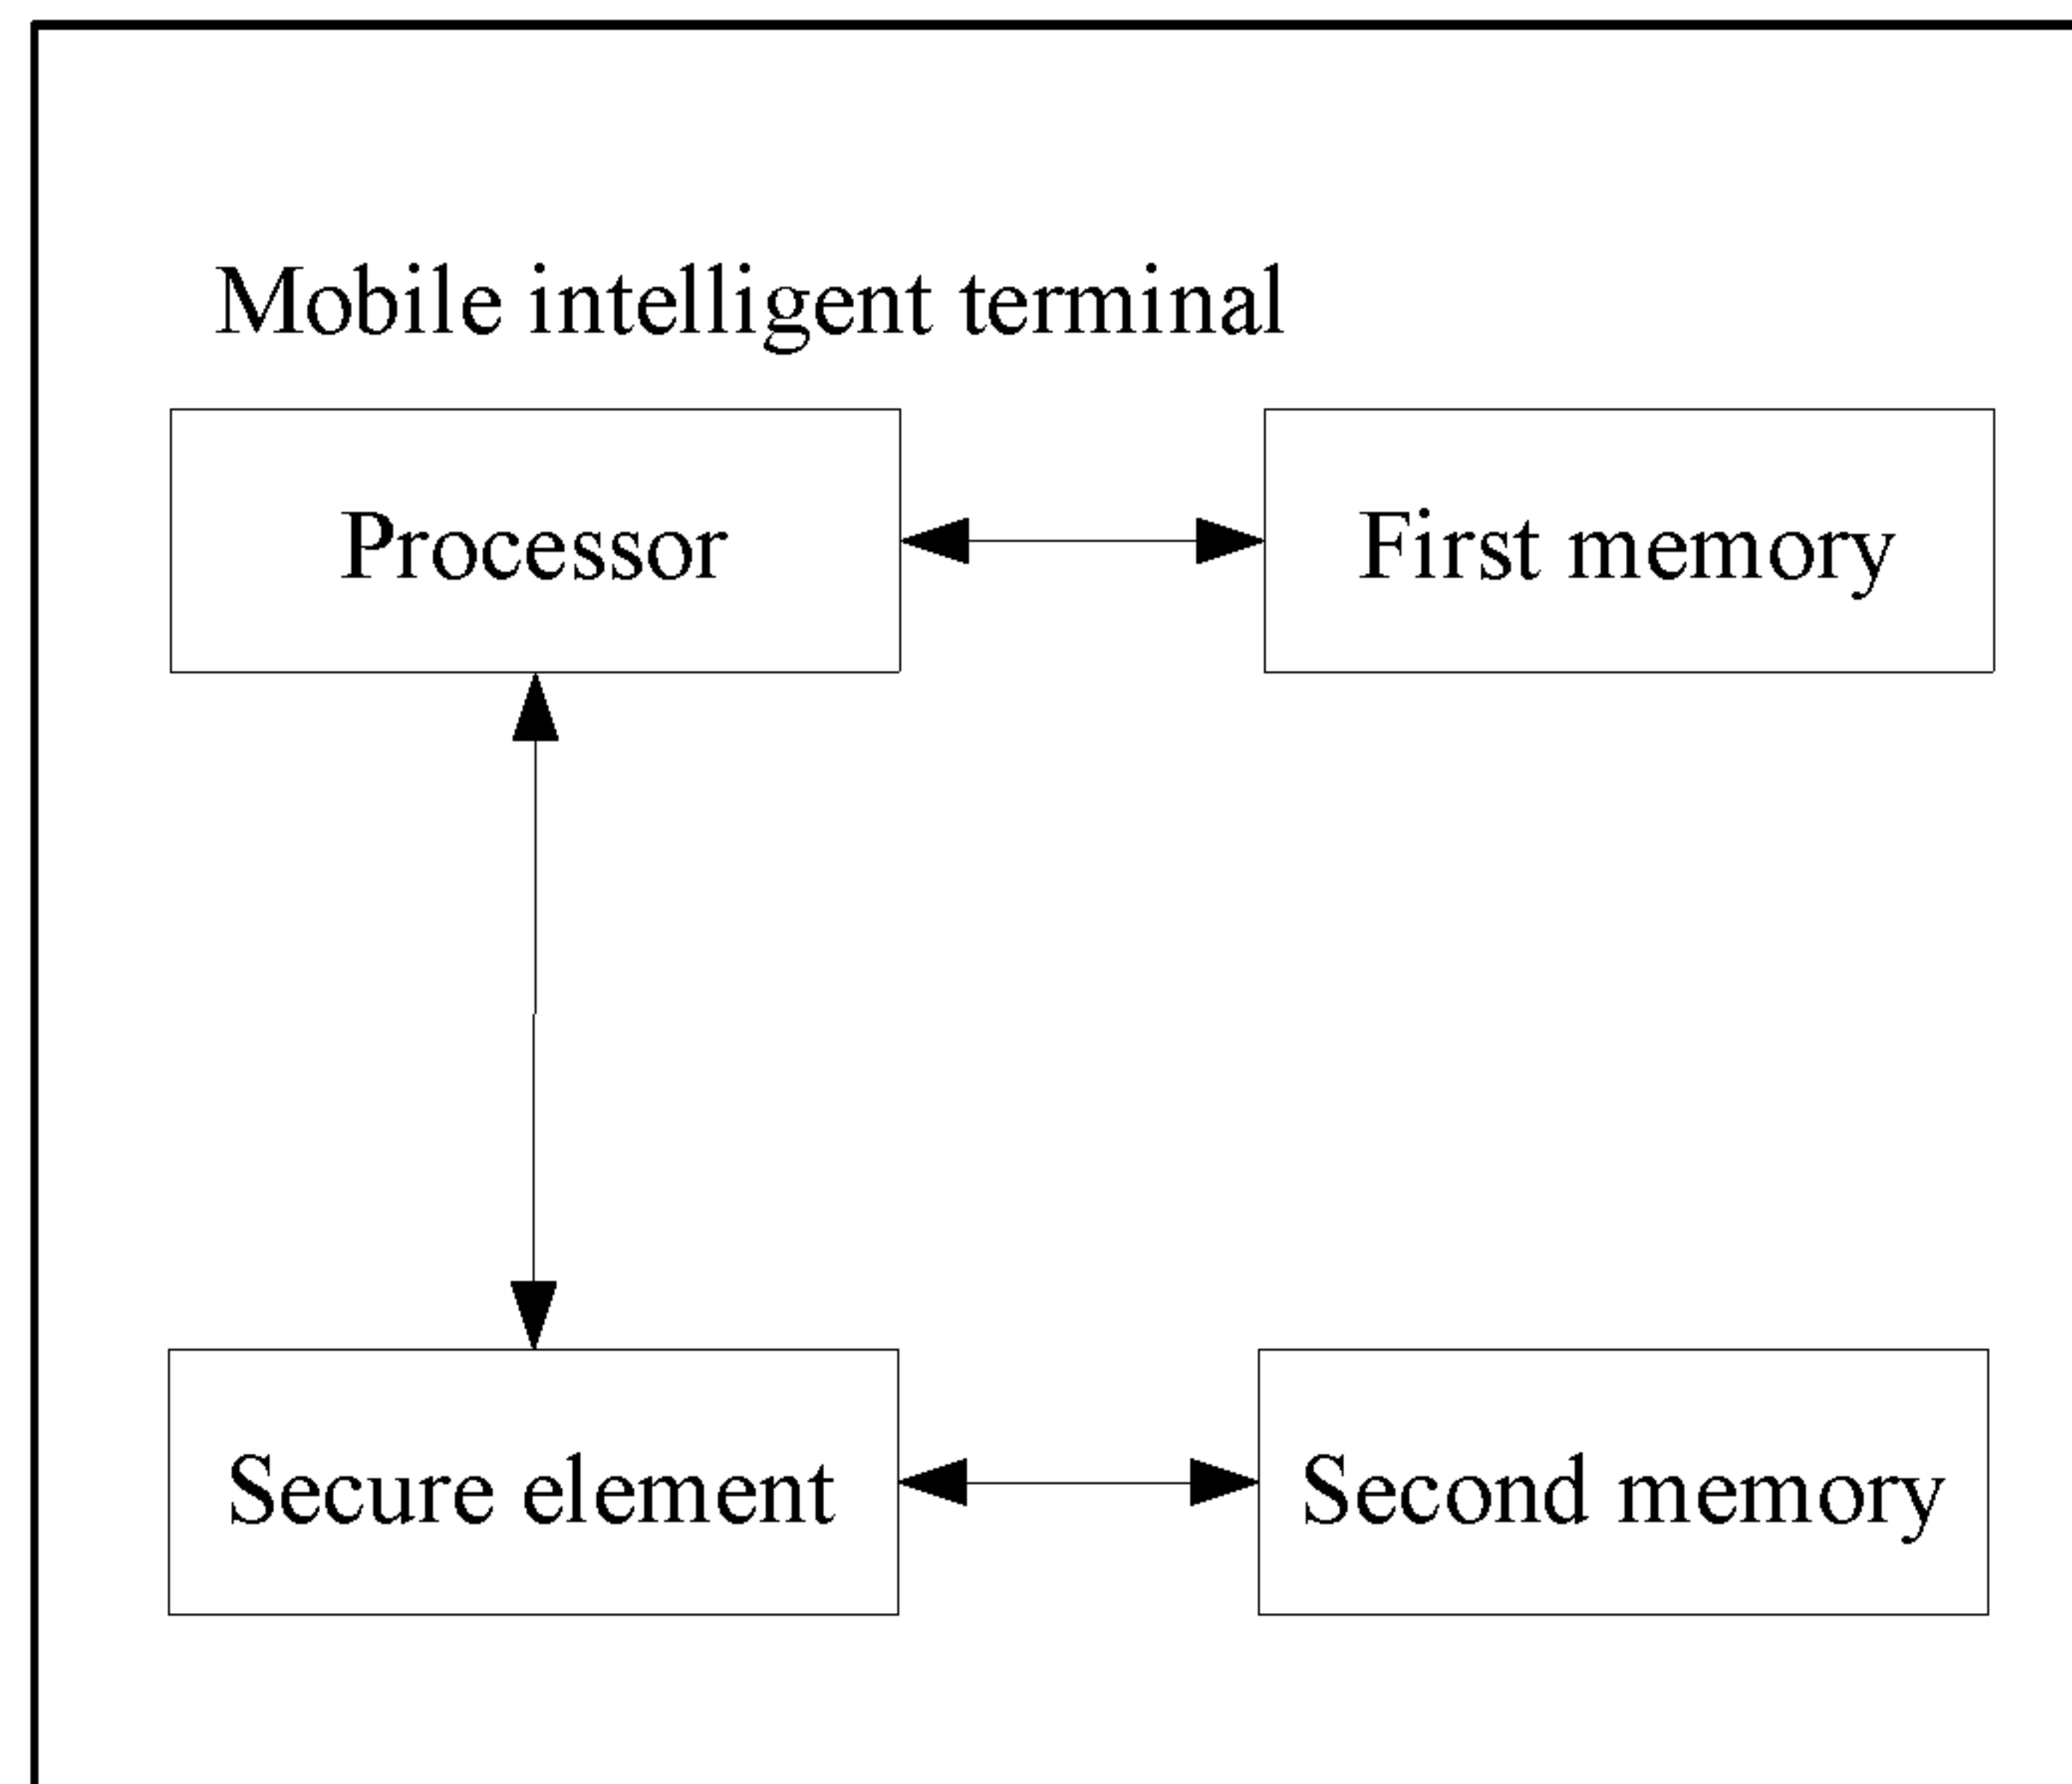 Mobile intelligent terminal
Processor
First memory
Secure element
Second memory